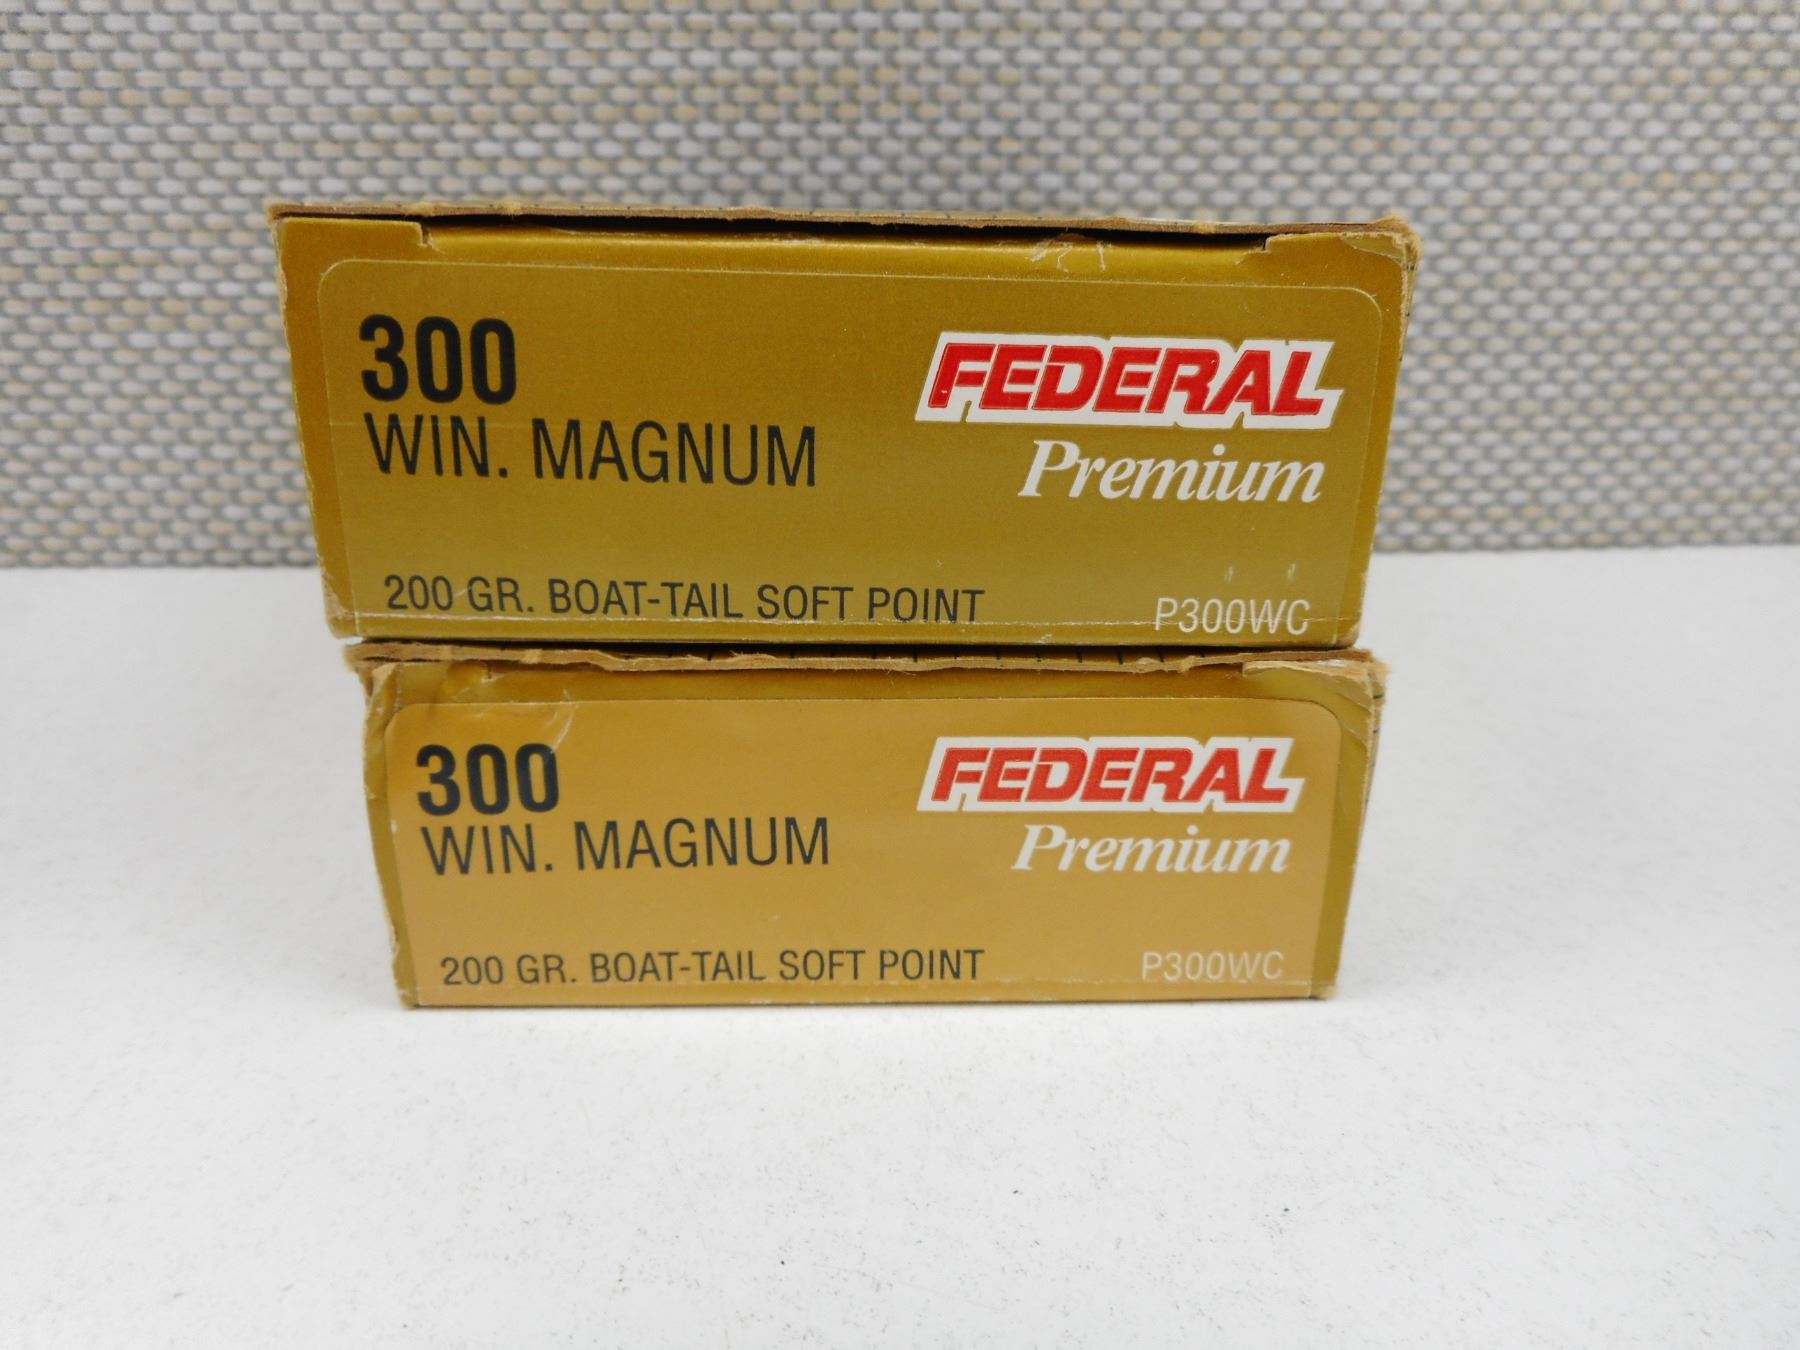 300
WIN. MAGNUM
FEDERAL
Premium
200 GR. BOAT-TAIL SOFT POINT
P300WC
300
WIN. MAGNUM
FEDERAL
Premium
200 GR. BOAT-TAIL SOFT POINT
P300WC